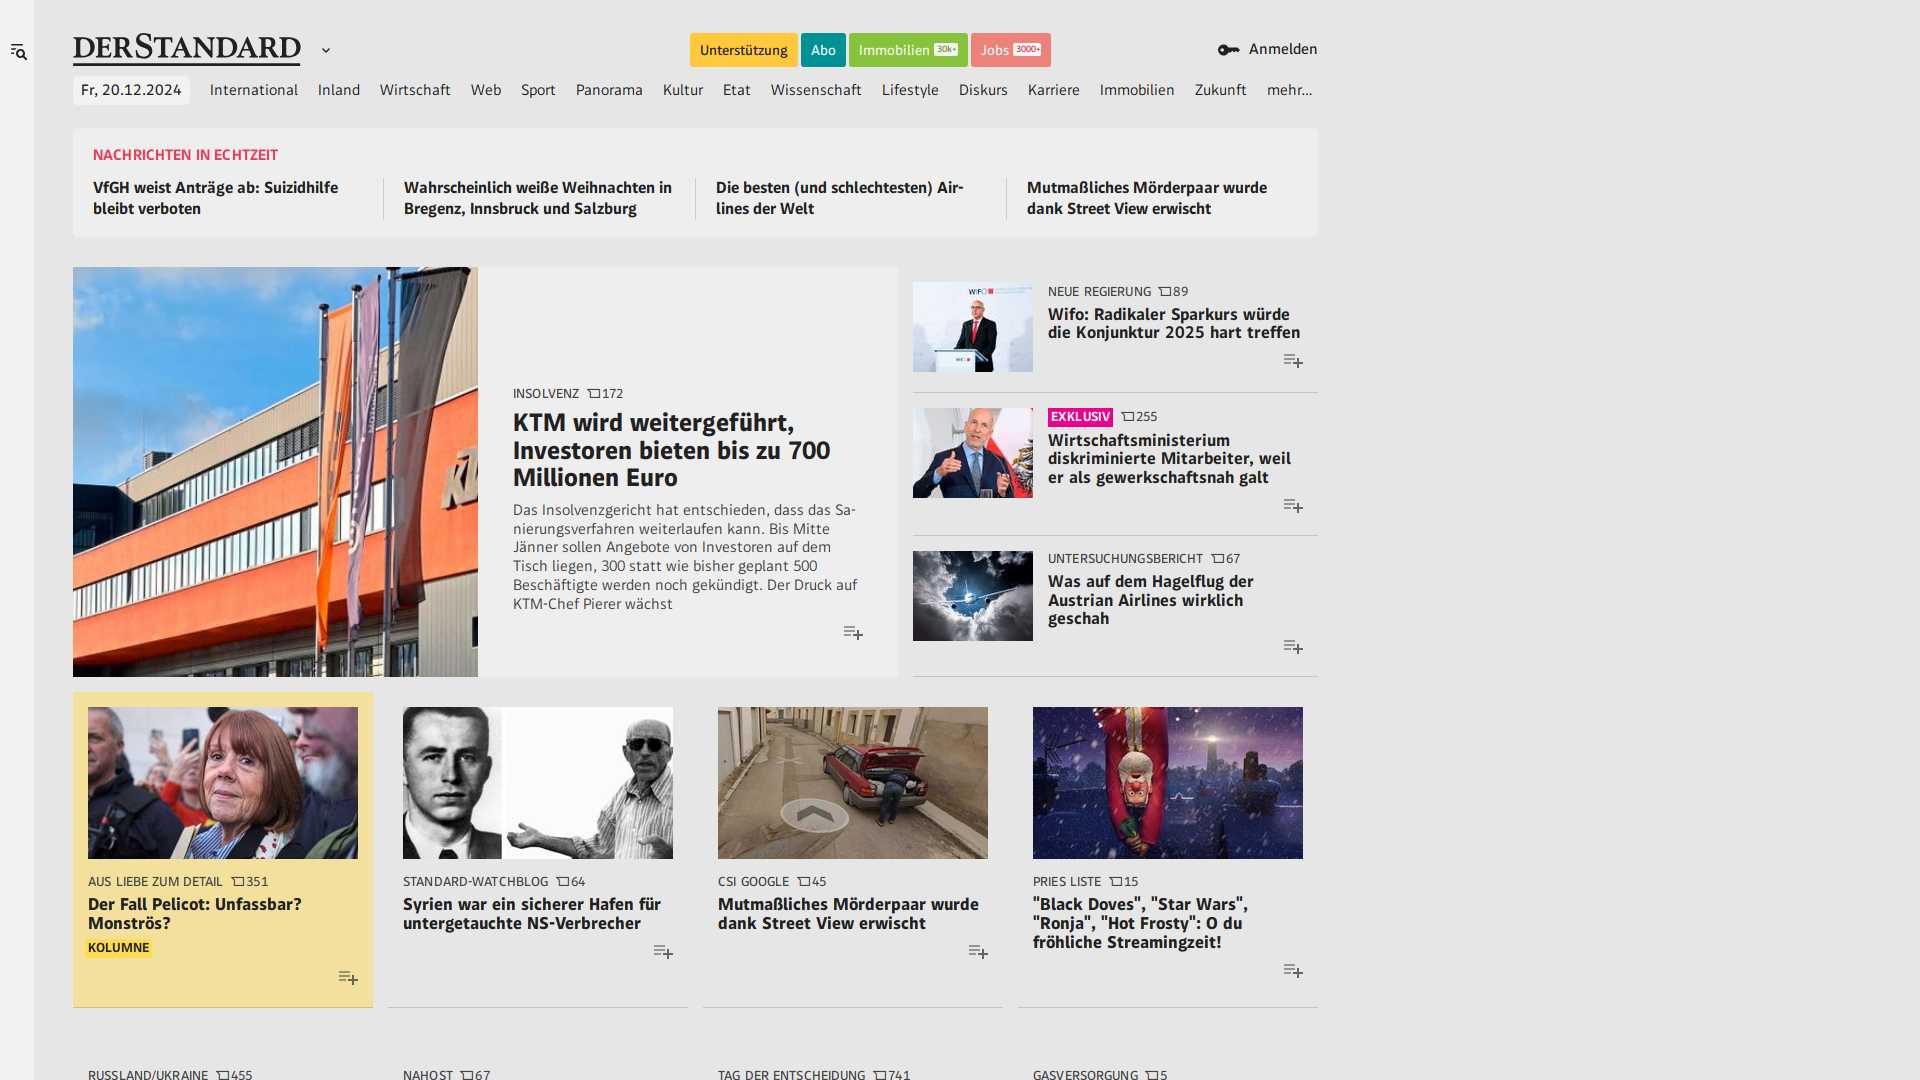 DERSTANDARD
Unterstützung
Abo
Immobilien 30k+
Jobs 3000+
Anmelden
Fr, 20.12.2024
International
Inland
Wirtschaft
Web
Sport
Panorama
Kultur
Etat
Wissenschaft
Lifestyle
Diskurs
Karriere
Immobilien
Zukunft
mehr…
NACHRICHTEN IN ECHTZEIT
VfGH weist Anträge ab: Suizidhilfe
bleibt verboten
Wahrscheinlich weiße Weihnachten in
Bregenz, Innsbruck und Salzburg
Die besten (und schlechtesten) Air-
lines der Welt
Mutmaßliches Mörderpaar wurde
dank Street View erwischt
INSOLVENZ 172
KTM wird weitergeführt,
Investoren bieten bis zu 700
Millionen Euro
Das Insolvenzgericht hat entschieden, dass das Sa-
nierungsverfahren weiterlaufen kann. Bis Mitte
Jänner sollen Angebote von Investoren auf dem
Tisch liegen, 300 statt wie bisher geplant 500
Beschäftigte werden noch gekündigt. Der Druck auf
KTM-Chef Pierer wächst
WIFO
NEUE REGIERUNG 89
Wifo: Radikaler Sparkurs würde
die Konjunktur 2025 hart treffen
EXKLUSIV 255
Wirtschaftsministerium
diskriminierte Mitarbeiter, weil
er als gewerkschaftsnah galt
UNTERSUCHUNGSBERICHT 67
Was auf dem Hagelflug der
Austrian Airlines wirklich
geschah
AUS LIEBE ZUM DETAIL 351
Der Fall Pelicot: Unfassbar?
Monströs?
KOLUMNE
STANDARD-WATCHBLOG 64
Syrien war ein sicherer Hafen für
untergetauchte NS-Verbrecher
CSI GOOGLE 45
Mutmaßliches Mörderpaar wurde
dank Street View erwischt
PRIES LISTE 15
"Black Doves", "Star Wars",
"Ronja", "Hot Frosty": O du
fröhliche Streamingzeit!
RUSSLAND/UKRAINE 455
NAHOST 67
TAG DER ENTSCHEIDUNG 741
GASVERSORGUNG 5